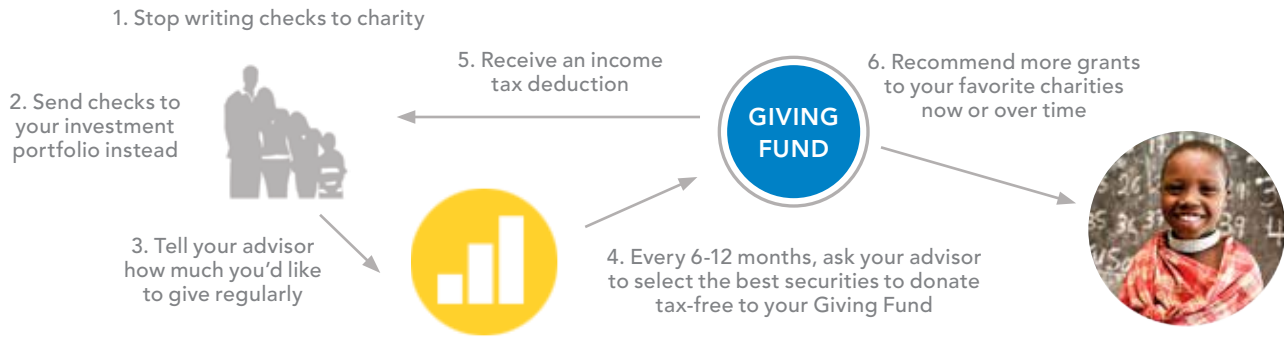 1. Stop writing checks to charity
2. Send checks to
your investment
portfolio instead
3. Tell your advisor
how much you'd like
to give regularly
4. Every 6-12 months, ask your advisor
to select the best securities to donate
tax-free to your Giving Fund
5. Receive an income
tax deduction
GIVING
FUND
6. Recommend more grants
to your favorite charities
now or over time